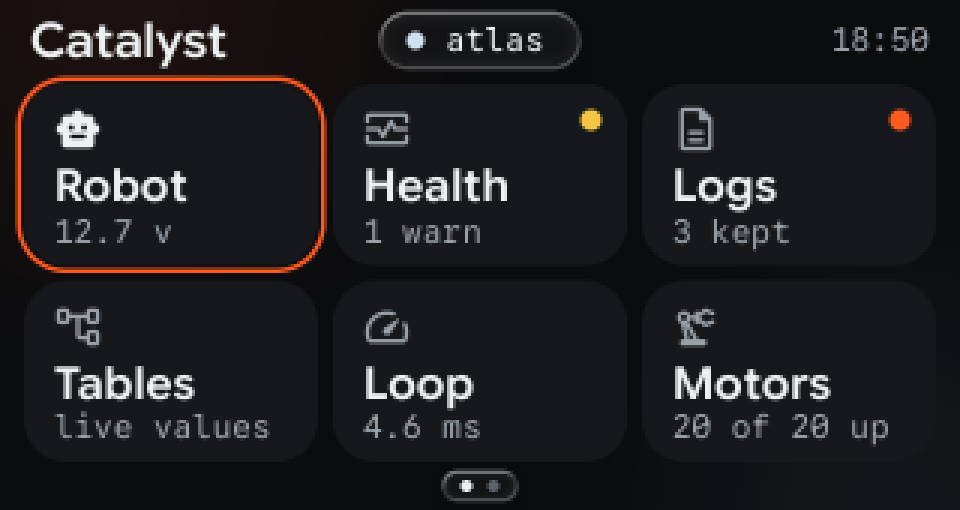 Catalyst
atlas
18:50
Robot
12.7 v
Health
1 warn
Logs
3 kept
Tables
live values
Loop
4.6 ms
Motors
20 of 20 up